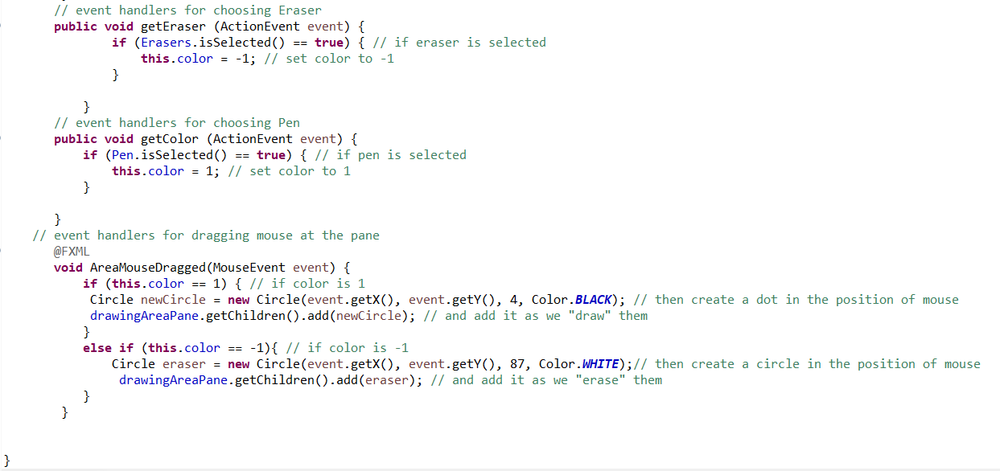 // event handlers for choosing Eraser
public void getEraser (ActionEvent event) {
if (Erasers.isSelected() == true) { // if eraser is selected
this.color = -1; // set color to -1
}
}
// event handlers for choosing Pen
public void getColor (ActionEvent event) {
if (Pen.isSelected() == true) { // if pen is selected
this.color = 1; // set color to 1
}
}
// event handlers for dragging mouse at the pane
@FXML
void AreaMouseDragged(MouseEvent event) {
if (this.color == 1) { // if color is 1
Circle newCircle = new Circle(event.getX(), event.getY(), 4, Color.BLACK); // then create a dot in the position of mouse
drawingAreaPane.getChildren().add(newCircle); // and add it as we "draw" them
}
else if (this.color == -1){ // if color is -1
Circle eraser = new Circle(event.getX(), event.getY(), 87, Color.WHITE);// then create a circle in the position of mouse
drawingAreaPane.getChildren().add(eraser); // and add it as we "erase" them
}
}
}